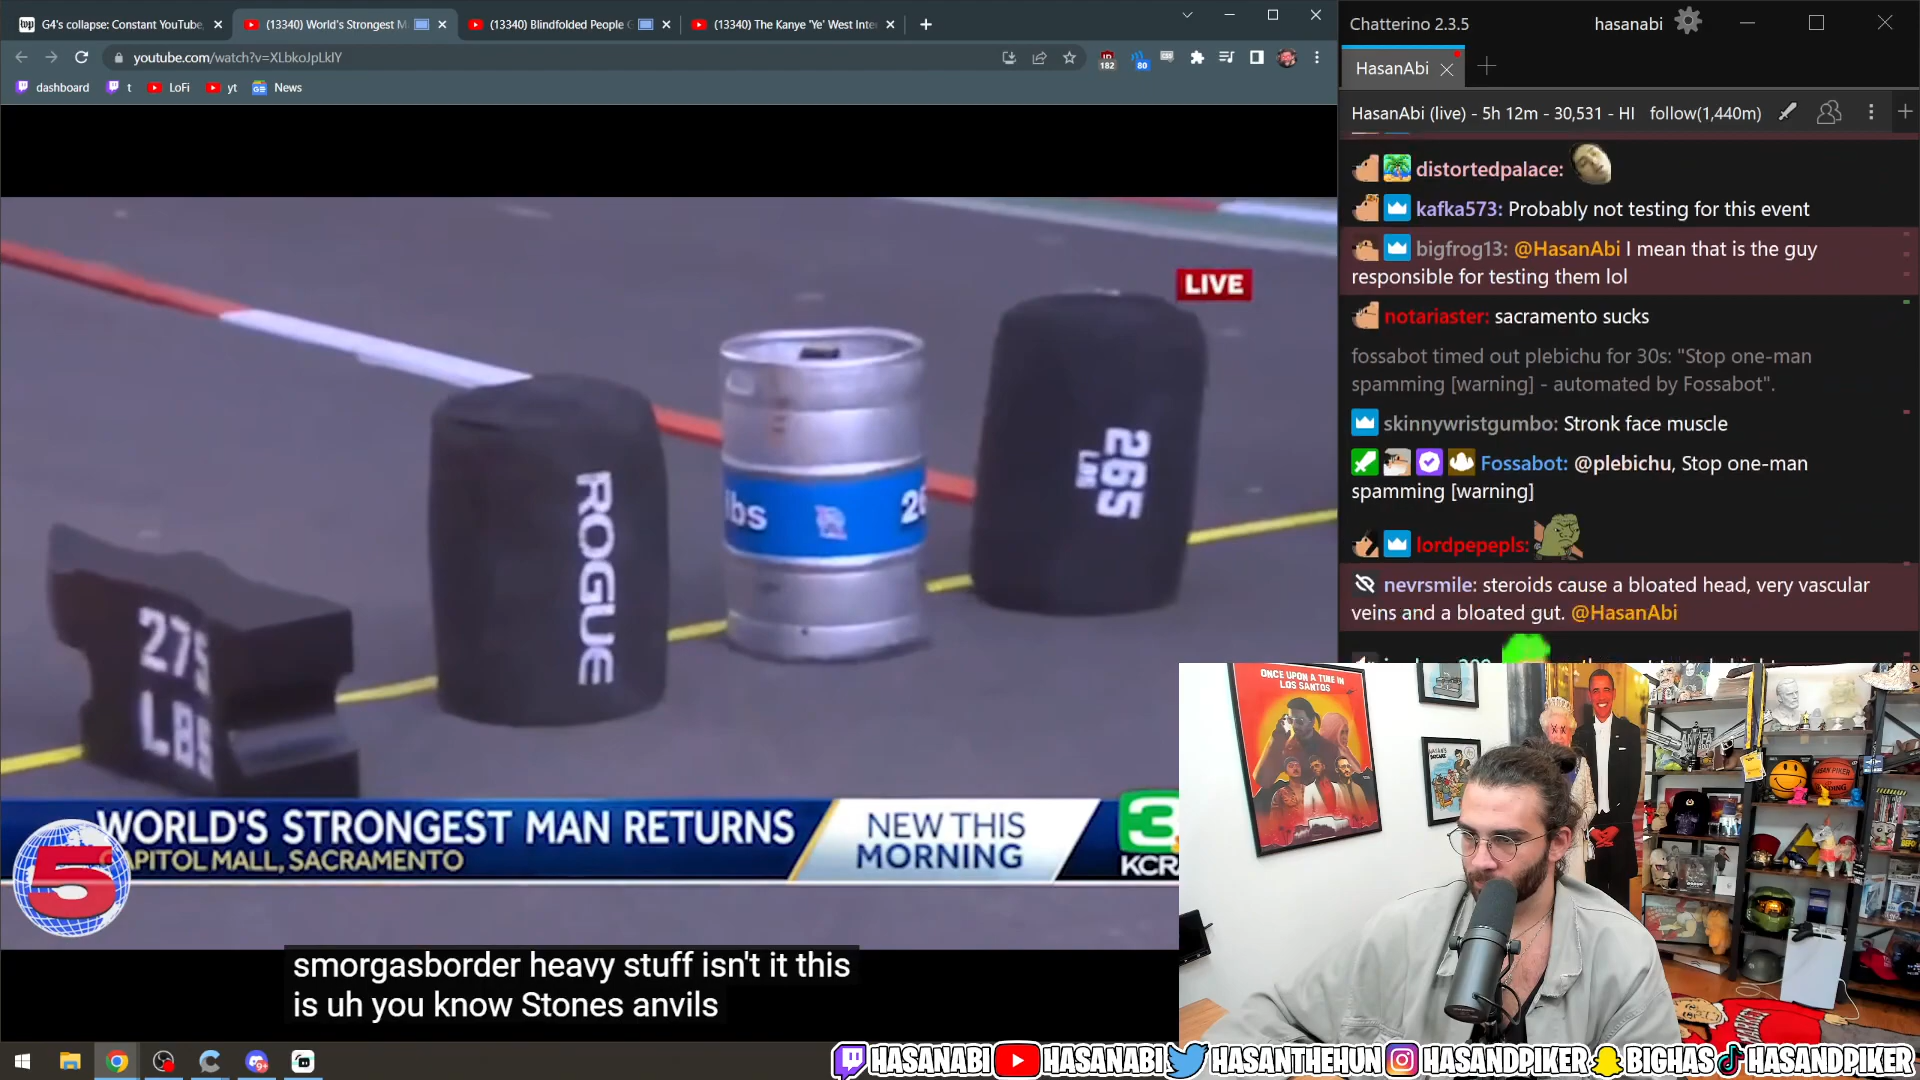 G4's collapse: Constant YouTube,
(13340) World's Strongest M
(13340) Blindfolded People G
(13340) The Kanye 'Ye' West Inte
youtube.com/watch?v=XLbkoJpLkIY
182
80
dashboard
t
LoFi
yt
News
LIVE
275
LBS
ROGUE
lbs
265
LBS
WORLD'S STRONGEST MAN RETURNS
CAPITOL MALL, SACRAMENTO
NEW THIS
MORNING
3
KCR
5
smorgasborder heavy stuff isn't it this
is uh you know Stones anvils
Chatterino 2.3.5
hasanabi
HasanAbi
HasanAbi (live) - 5h 12m - 30,531 - HI
follow(1,440m)
distortedpalace:
kafka573: Probably not testing for this event
bigfrog13: @HasanAbi I mean that is the guy
responsible for testing them lol
notariaster: sacramento sucks
fossabot timed out plebichu for 30s: "Stop one-man
spamming [warning] - automated by Fossabot".
skinnywristgumbo: Stronk face muscle
Fossabot: @plebichu, Stop one-man
spamming [warning]
lordpepepls:
nevrsmile: steroids cause a bloated head, very vascular
veins and a bloated gut. @HasanAbi
ONCE UPON A TIME IN
LOS SANTOS
HASANABI HASANABI HASANTHEHUN HASANDPIKER BIGHAS HASANDPIKER